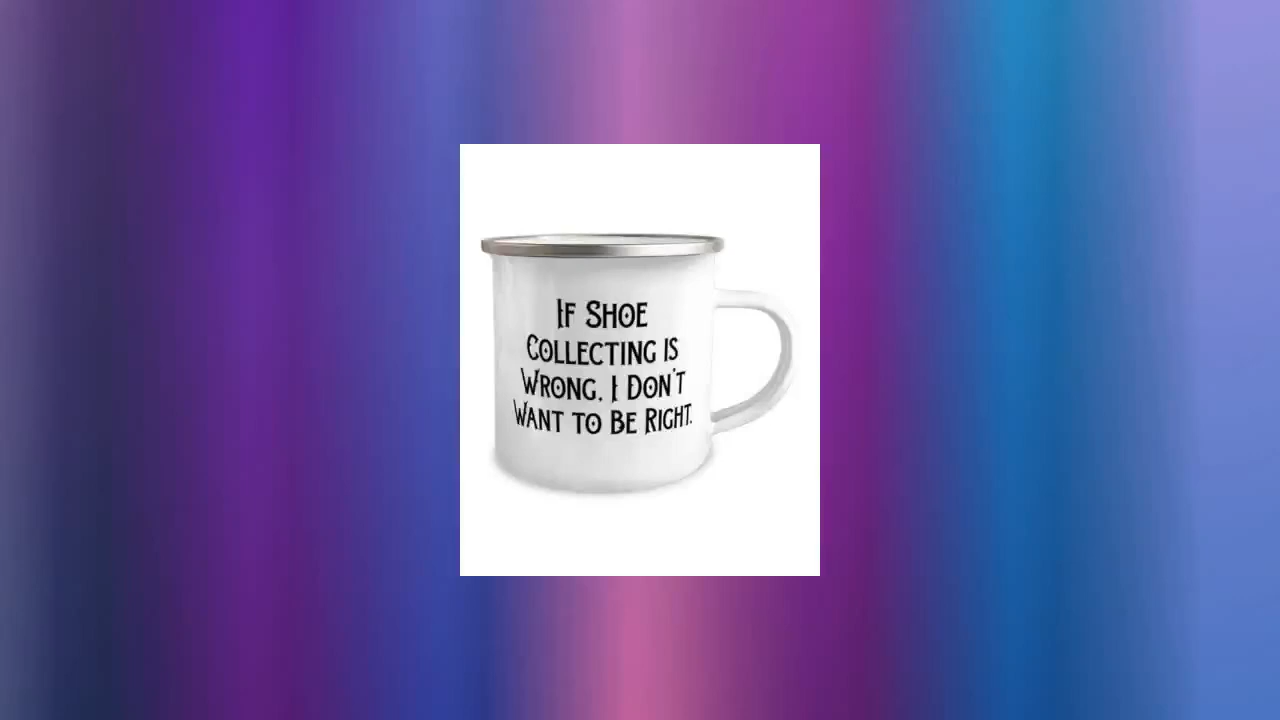 If Shoe
Collecting is
Wrong, I Don't
Want to Be Right.